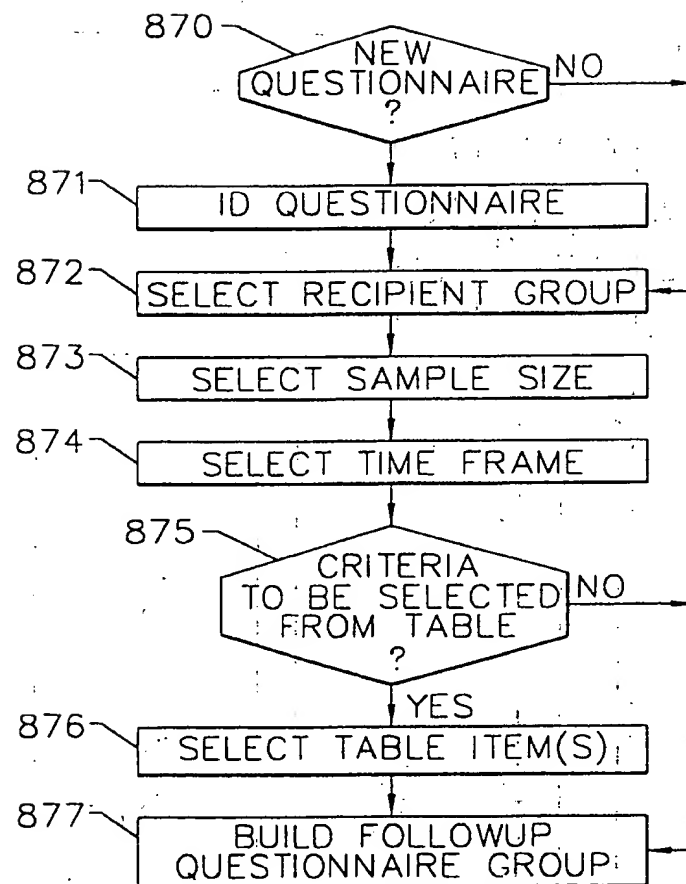 870
NEW
QUESTIONNAIRE
?
NO
871
ID QUESTIONNAIRE
872
SELECT RECIPIENT GROUP
873
SELECT SAMPLE SIZE
874
SELECT TIME FRAME
875
CRITERIA
TO BE SELECTED
FROM TABLE
?
NO
YES
876
SELECT TABLE ITEM(S)
877
BUILD FOLLOWUP
QUESTIONNAIRE GROUP